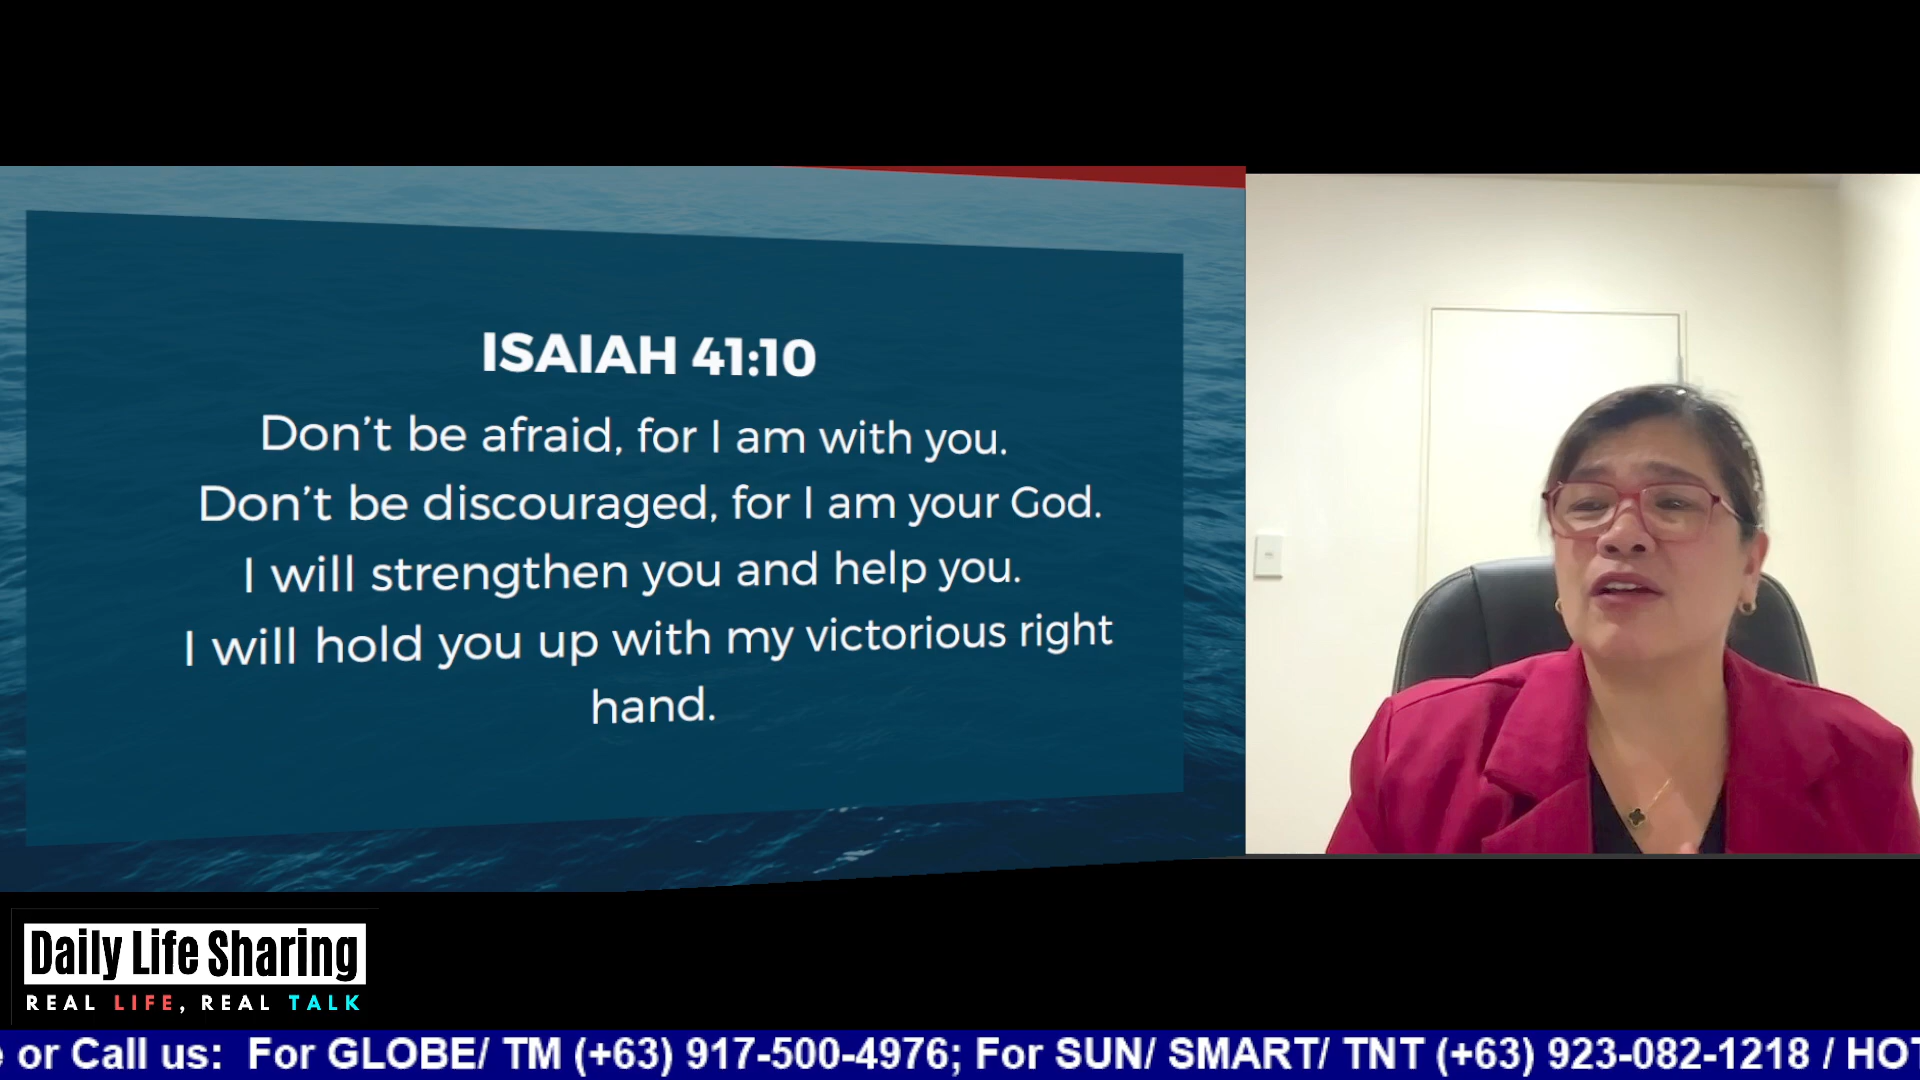 ISAIAH 41:10
Don't be afraid, for I am with you.
Don't be discouraged, for I am your God.
I will strengthen you and help you.
I will hold you up with my victorious right
hand.
Daily Life Sharing
REAL LIFE, REAL TALK
or Call us: For GLOBE/ TM (+63) 917-500-4976; For SUN/ SMART/ TNT (+63) 923-082-1218 /